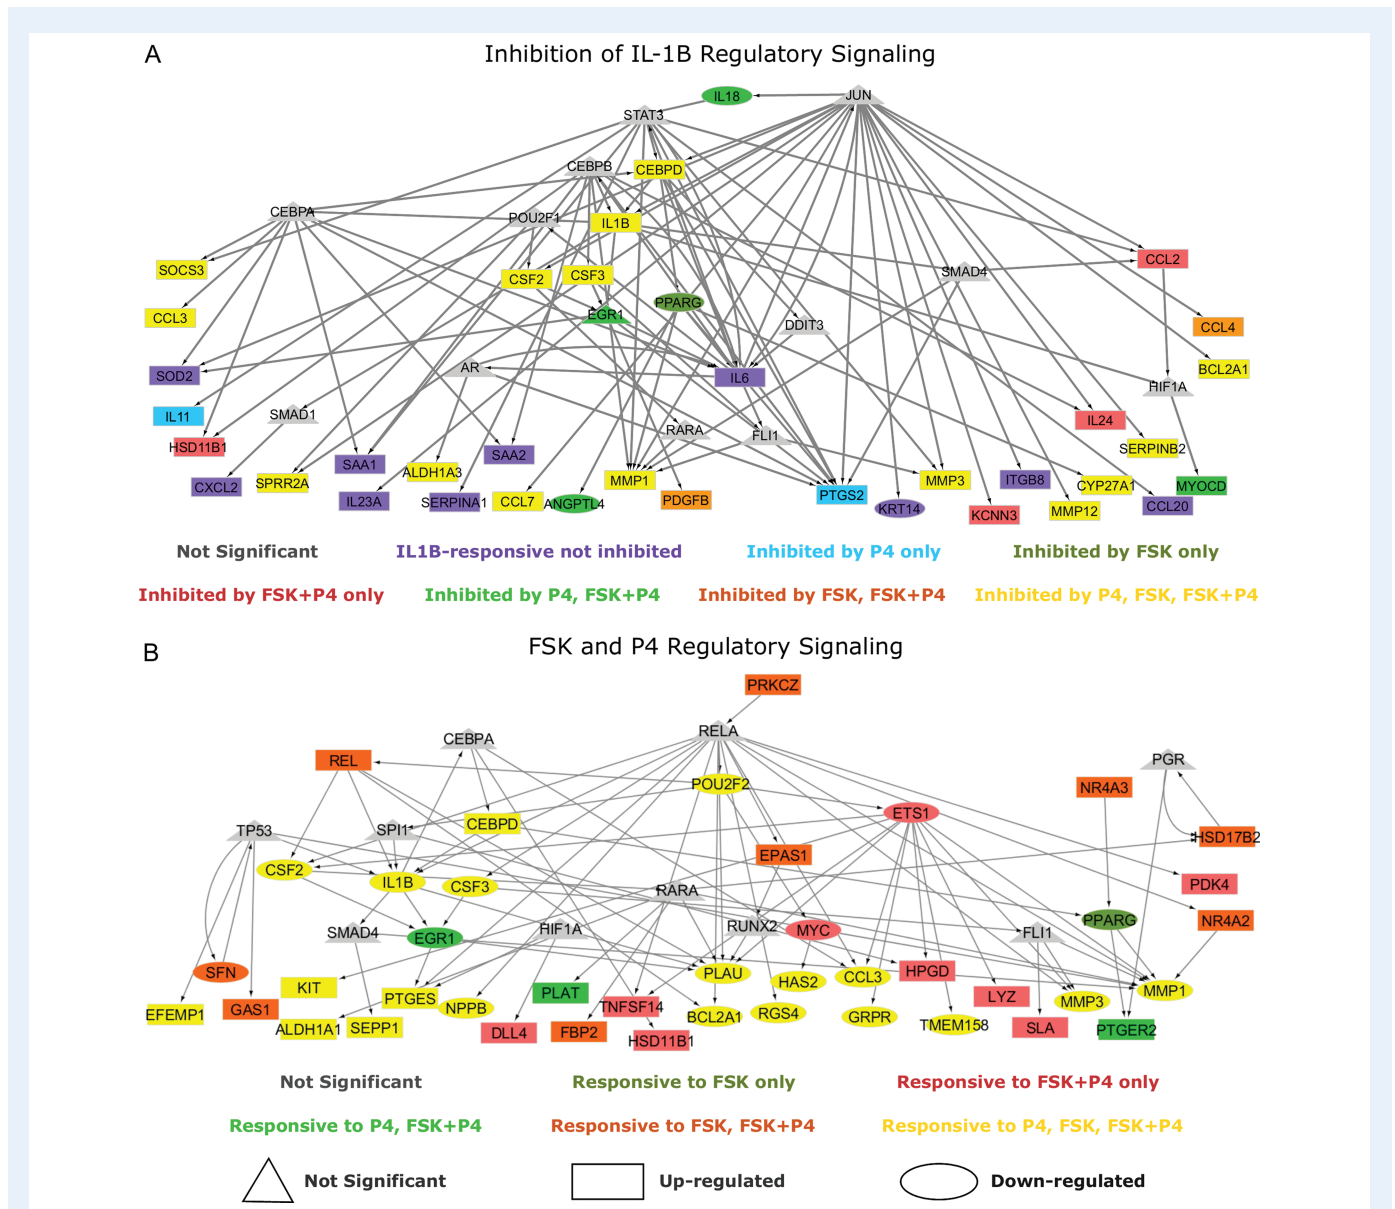 A
Inhibition of IL-1B Regulatory Signaling
IL18
JUN
STAT3
CEBPB
CEBPD
CEBPA
POU2F1
IL1B
SOCS3
CSF2
CSF3
SMAD4
CCL2
CCL3
EGR1
PPARG
DDIT3
CCL4
SOD2
AR
IL6
HIF1A
BCL2A1
IL11
SMAD1
HSD11B1
RARA
FLI1
IL24
SERPINB2
CXCL2
SPRR2A
SAA1
ALDH1A3
SAA2
MMP1
MMP3
ITGB8
CYP27A1
MYOCD
IL23A
SERPINA1
CCL7
ANGPTL4
PDGFB
PTGS2
KRT14
KCNN3
MMP12
CCL20
Not Significant IL1B-responsive not inhibited Inhibited by P4 only Inhibited by FSK only
Inhibited by FSK+P4 only Inhibited by P4, FSK+P4 Inhibited by FSK, FSK+P4 Inhibited by P4, FSK, FSK+P4
B
FSK and P4 Regulatory Signaling
PRKCZ
CEBPA
RELA
REL
PGR
POU2F2
NR4A3
TP53
SPI1
CEBPD
ETS1
HSD17B2
CSF2
IL1B
CSF3
EPAS1
RARA
PDK4
SMAD4
EGR1
HIF1A
RUNX2
MYC
FLI1
PPARG
NR4A2
SFN
KIT
PTGES
PLAT
PLAU
HAS2
CCL3
HPGD
LYZ
MMP3
MMP1
EFEMP1
GAS1
ALDH1A1
SEPP1
NPPB
DLL4
FBP2
TNFSF14
HSD11B1
BCL2A1
RGS4
GRPR
TMEM158
SLA
PTGER2
Not Significant Responsive to FSK only Responsive to FSK+P4 only
Responsive to P4, FSK+P4 Responsive to FSK, FSK+P4 Responsive to P4, FSK, FSK+P4
Not Significant Up-regulated Down-regulated